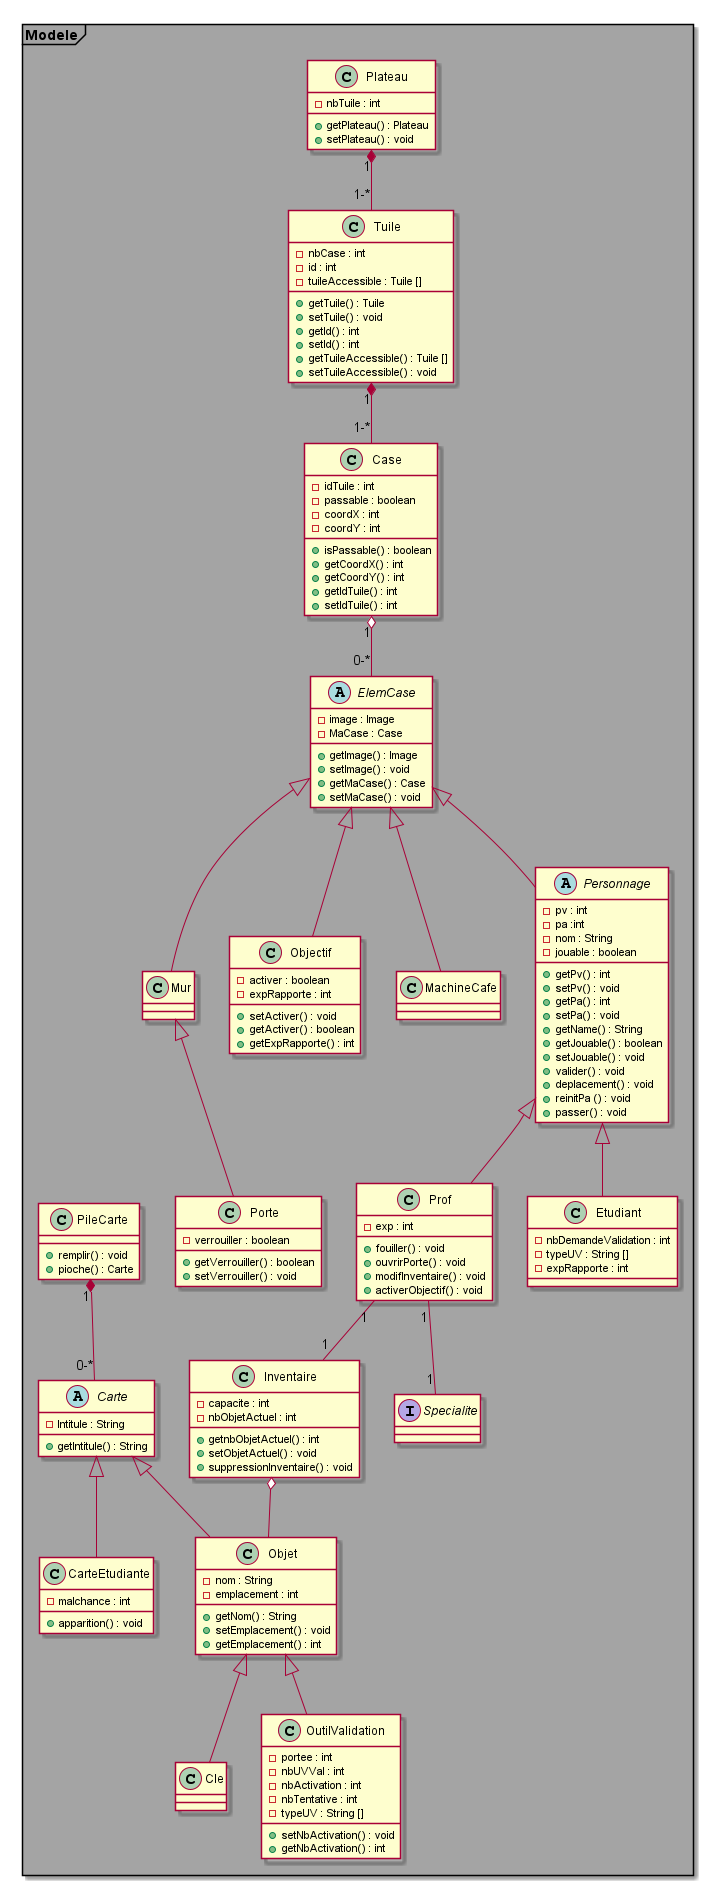 Modele
C Plateau
nbTuile : int
getPlateau() : Plateau
setPlateau() : void
1
1-*
C Tuile
nbCase : int
id : int
tuileAccessible : Tuile []
getTuile() : Tuile
setTuile() : void
getId() : int
setId() : int
getTuileAccessible() : Tuile []
setTuileAccessible() : void
1
1-*
C Case
idTuile : int
passable : boolean
coordX : int
coordY : int
isPassable() : boolean
getCoordX() : int
getCoordY() : int
getIdTuile() : int
setIdTuile() : int
1
0-*
A ElemCase
image : Image
MaCase : Case
getImage() : Image
setImage() : void
getMaCase() : Case
setMaCase() : void
A Personnage
pv : int
pa :int
nom : String
jouable : boolean
getPv() : int
setPv() : void
getPa() : int
setPa() : void
getName() : String
getJouable() : boolean
setJouable() : void
valider() : void
deplacement() : void
reinitPa () : void
passer() : void
C Mur
C Objectif
activer : boolean
expRapporte : int
setActiver() : void
getActiver() : boolean
getExpRapporte() : int
C MachineCafe
C PileCarte
remplir() : void
pioche() : Carte
C Porte
verrouiller : boolean
getVerrouiller() : boolean
setVerrouiller() : void
C Prof
exp : int
fouiller() : void
ouvrirPorte() : void
modifInventaire() : void
activerObjectif() : void
C Etudiant
nbDemandeValidation : int
typeUV : String []
expRapporte : int
1
0-*
1
1
1
1
A Carte
Intitule : String
getIntitule() : String
C Inventaire
capacite : int
nbObjetActuel : int
getnbObjetActuel() : int
setObjetActuel() : void
suppressionInventaire() : void
I Specialite
C CarteEtudiante
malchance : int
apparition() : void
C Objet
nom : String
emplacement : int
getNom() : String
setEmplacement() : void
getEmplacement() : int
C Cle
C OutilValidation
portee : int
nbUVVal : int
nbActivation : int
nbTentative : int
typeUV : String []
setNbActivation() : void
getNbActivation() : int